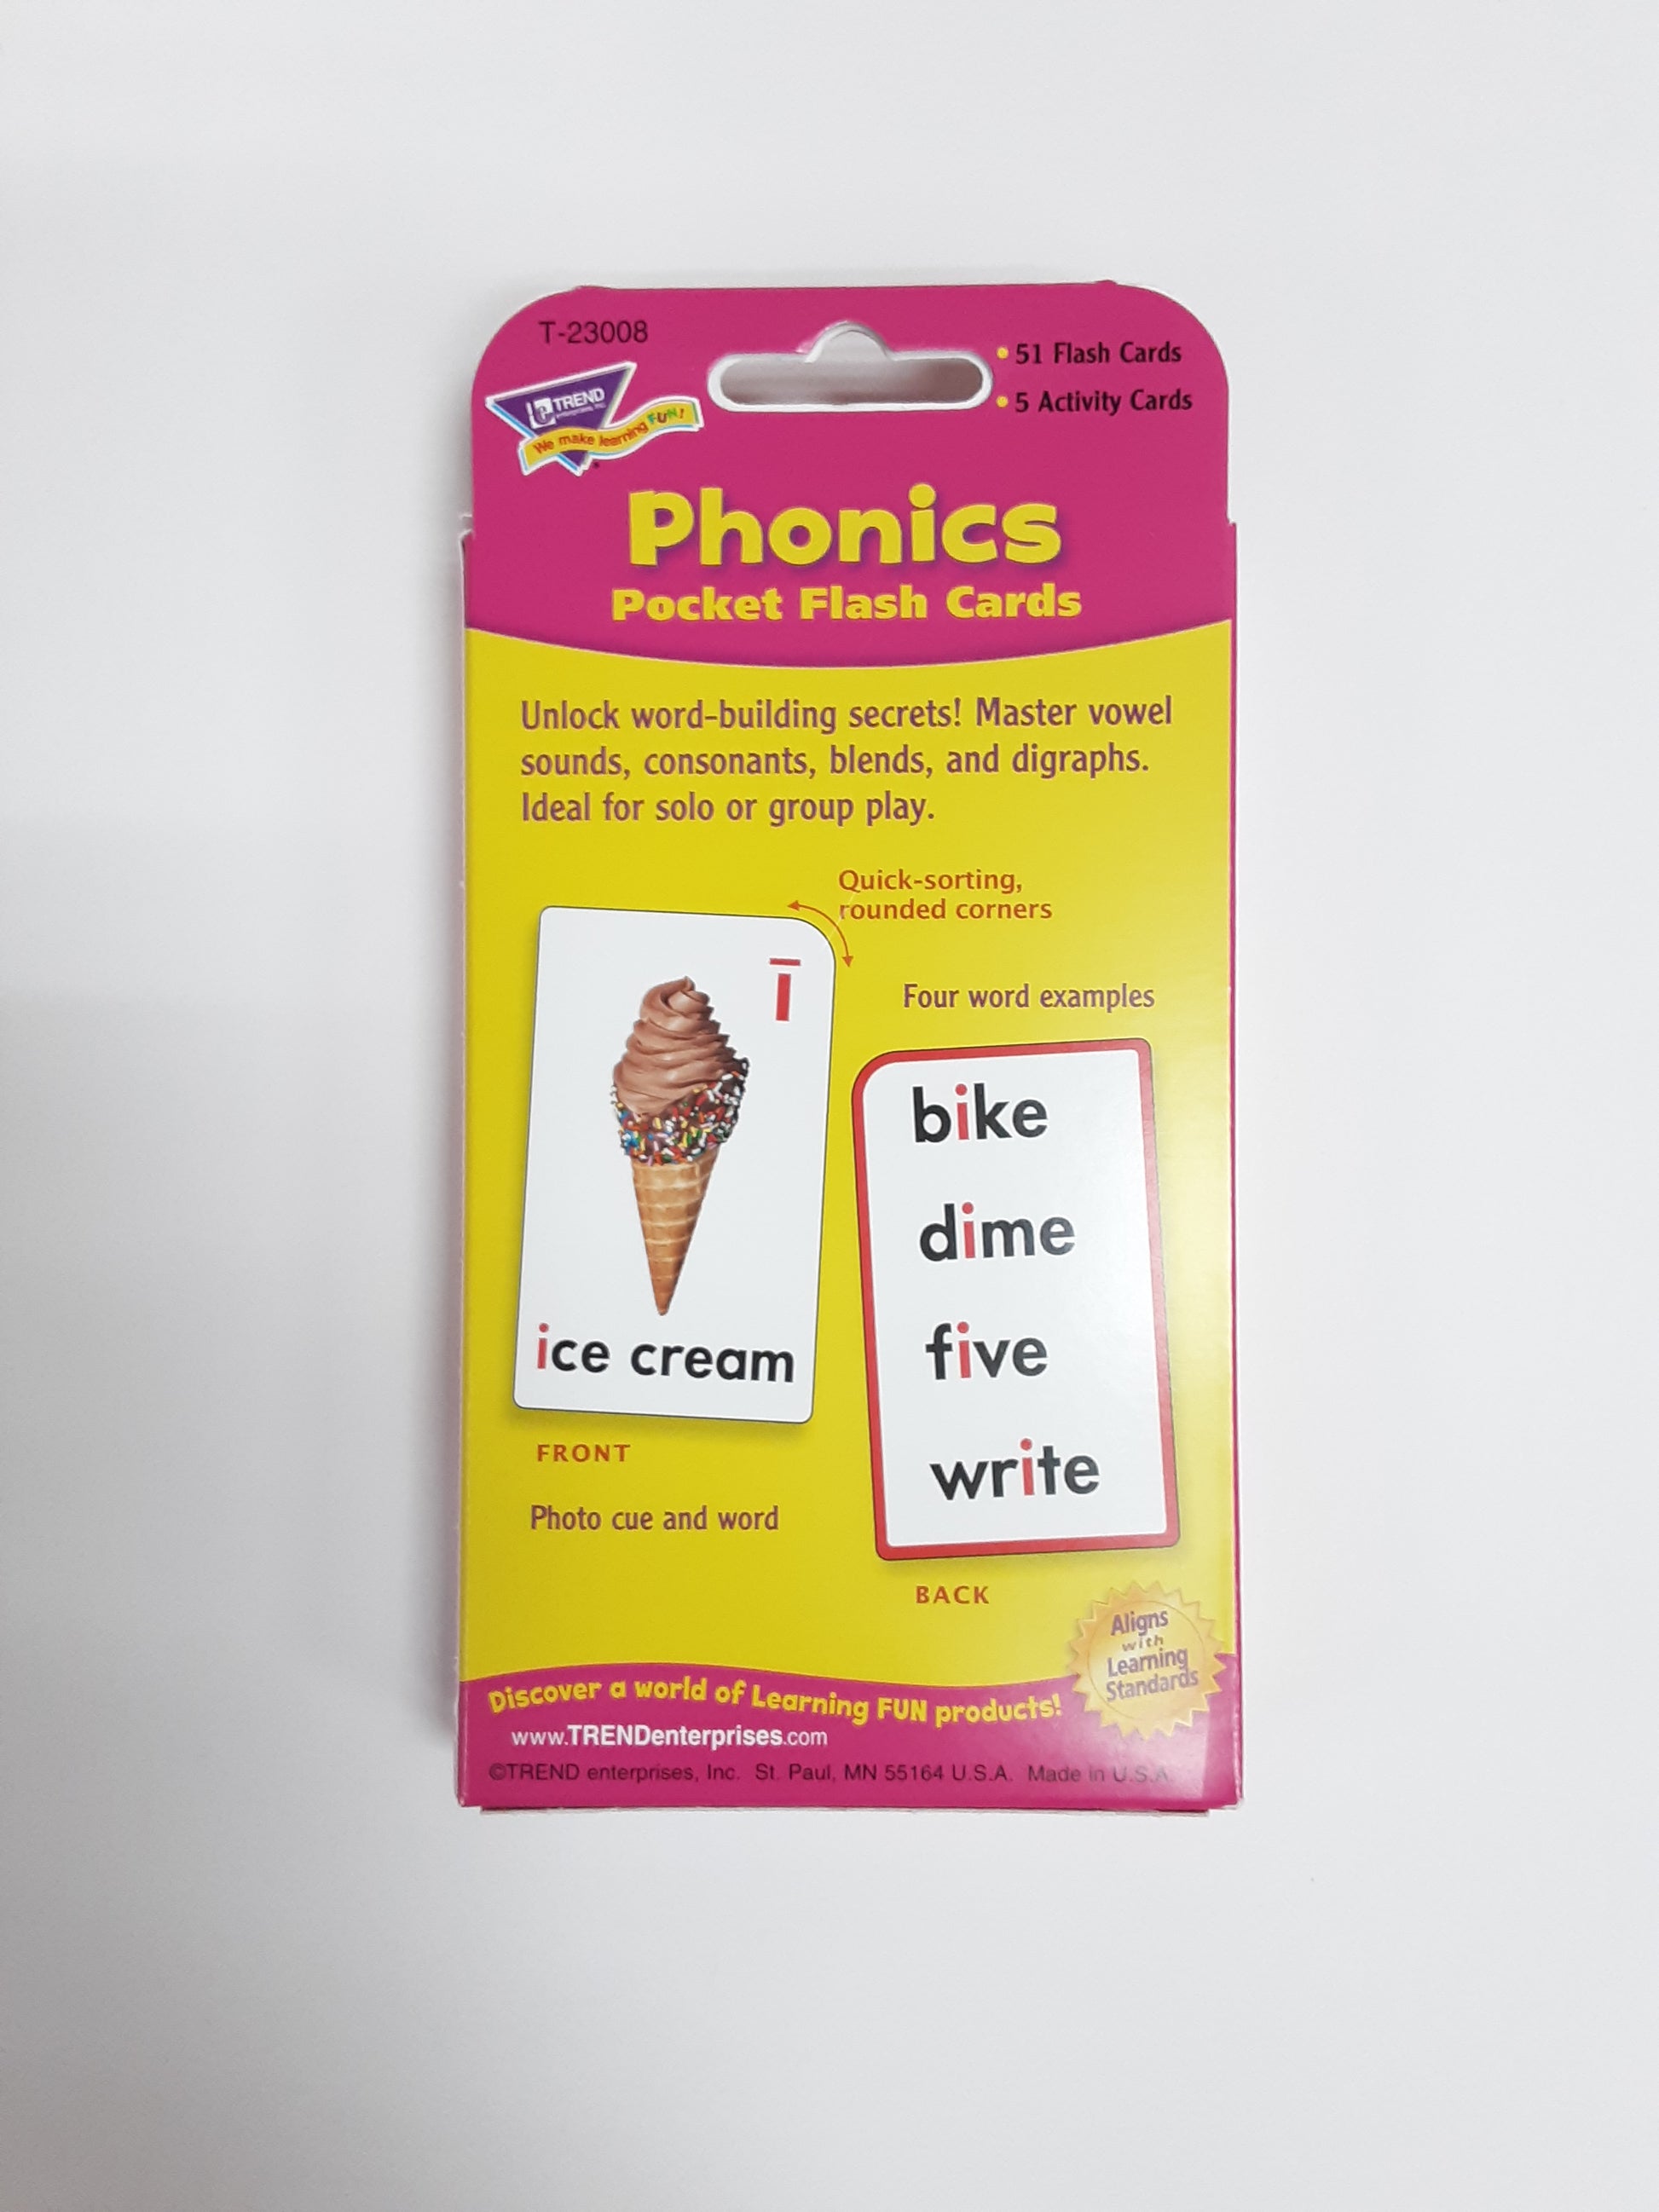 T-23008
TREND
enterprises, inc.
We make learning FUN!
• 51 Flash Cards
• 5 Activity Cards
Phonics
Pocket Flash Cards
Unlock word-building secrets! Master vowel
sounds, consonants, blends, and digraphs.
Ideal for solo or group play.
Quick-sorting,
rounded corners
ī
ice cream
FRONT
Photo cue and word
Four word examples
bike
dime
five
write
BACK
Aligns
with
Learning
Standards
Discover a world of Learning FUN products!
www.TRENDenterprises.com
©TREND enterprises, Inc. St. Paul, MN 55164 U.S.A. Made in U.S.A.